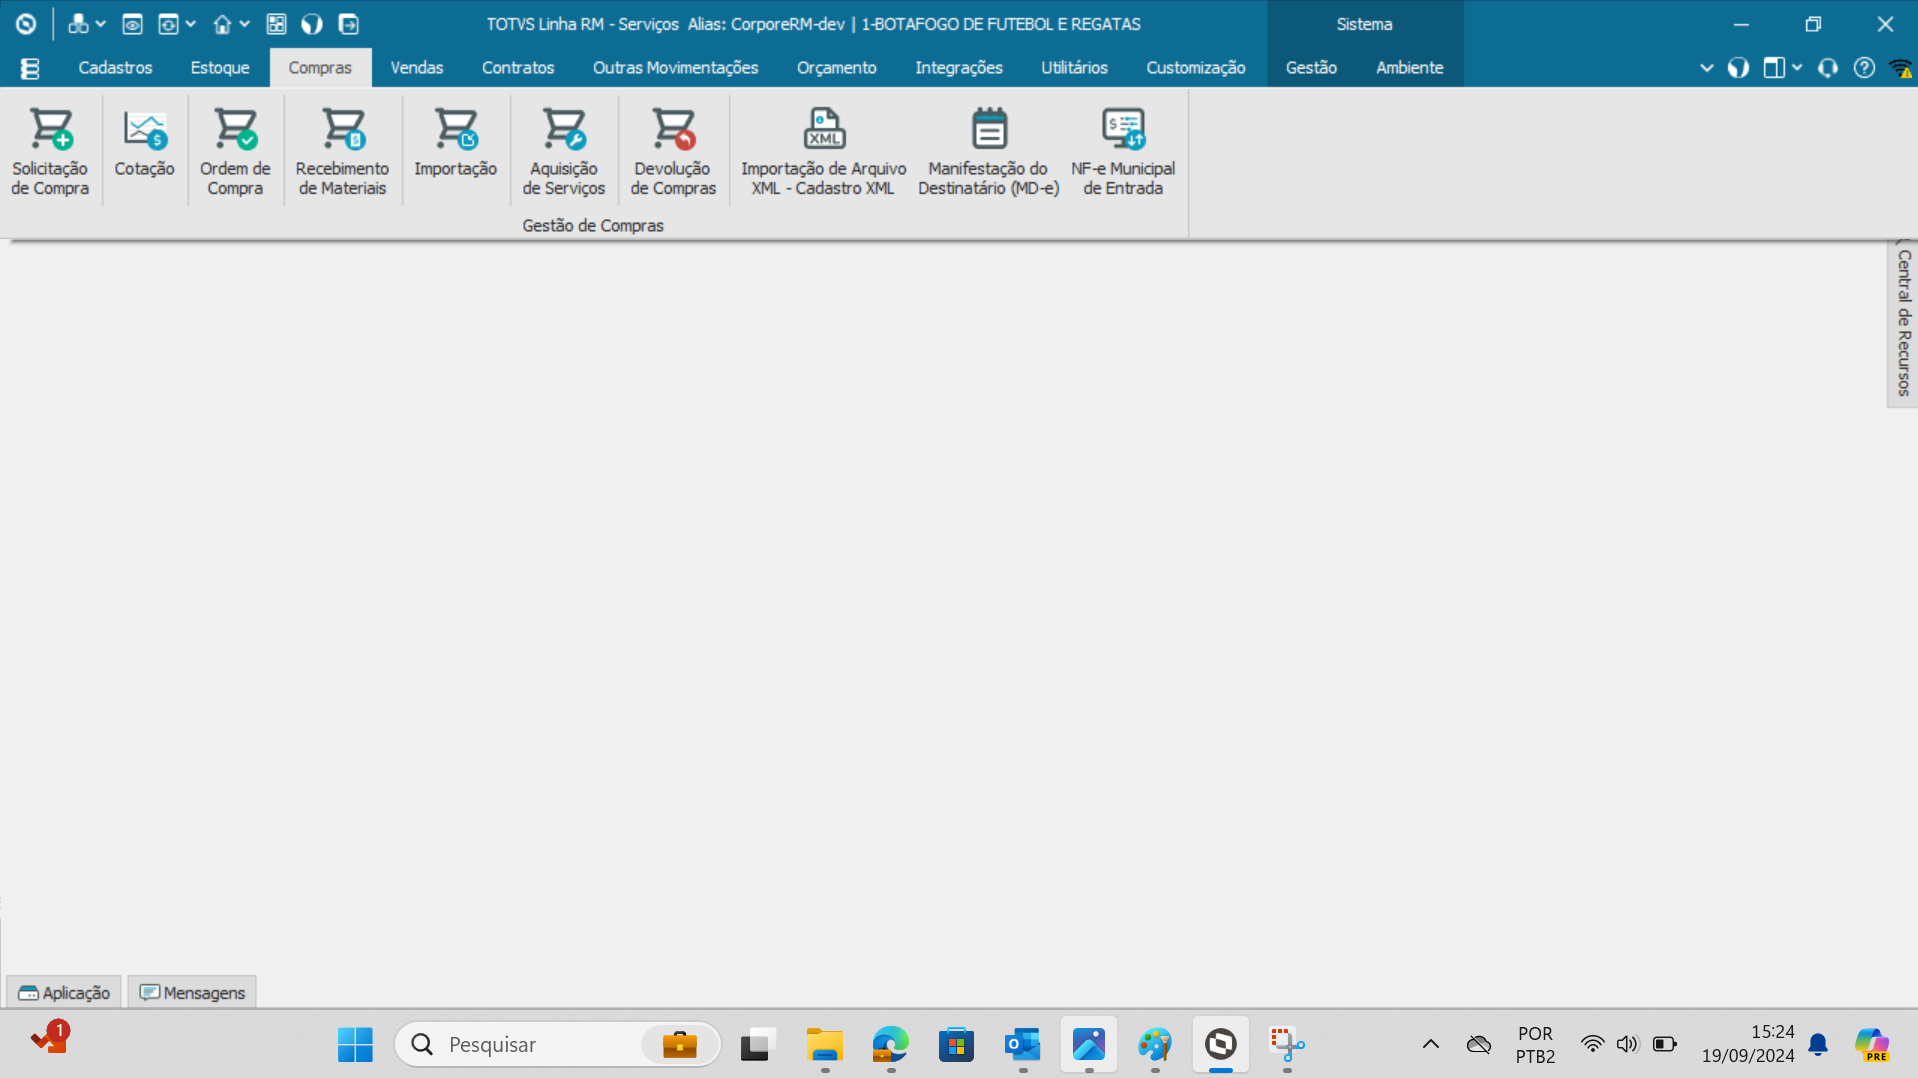 TOTVS Linha RM - Serviços  Alias: CorporeRM-dev | 1-BOTAFOGO DE FUTEBOL E REGATAS
Sistema
Cadastros
Estoque
Compras
Vendas
Contratos
Outras Movimentações
Orçamento
Integrações
Utilitários
Customização
Gestão
Ambiente
Solicitação
de Compra
Cotação
Ordem de
Compra
Recebimento
de Materiais
Importação
Aquisição
de Serviços
Devolução
de Compras
XML
Importação de Arquivo
XML - Cadastro XML
Manifestação do
Destinatário (MD-e)
NF-e Municipal
de Entrada
Gestão de Compras
Central de Recursos
Aplicação
Mensagens
1
Pesquisar
POR
PTB2
15:24
19/09/2024
PRE